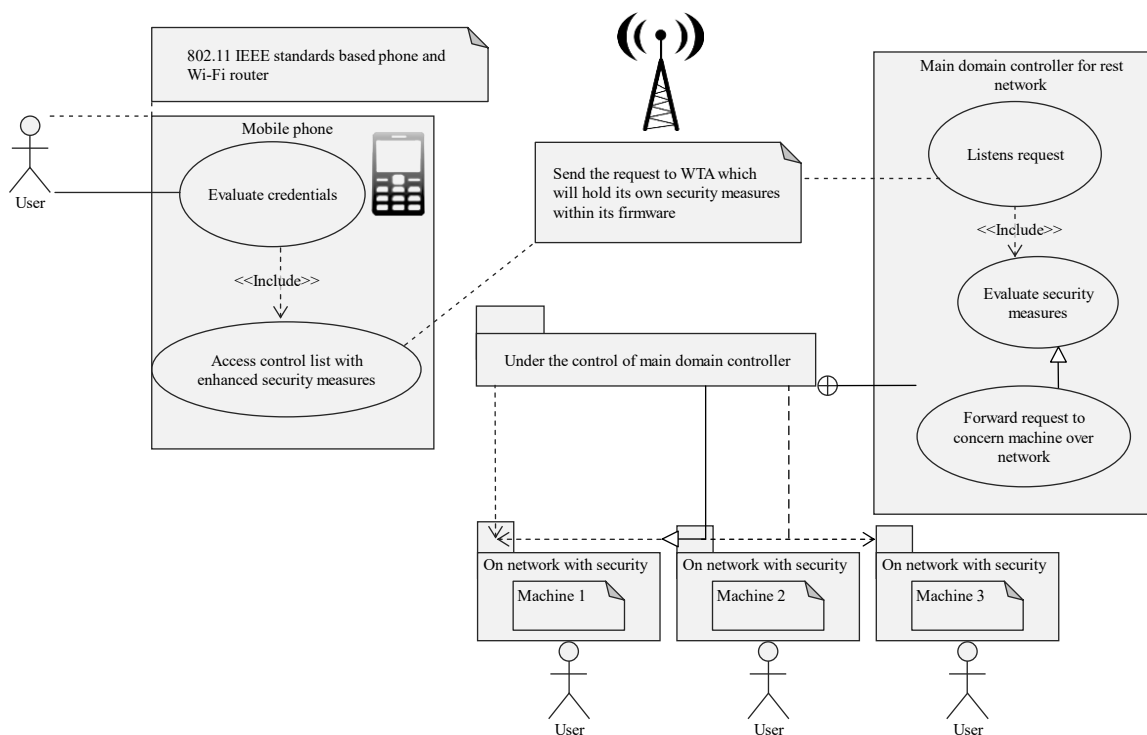 802.11 IEEE standards based phone and
Wi-Fi router
Main domain controller for rest
network
Mobile phone
Evaluate credentials
User
<<Include>>
Access control list with
enhanced security measures
Send the request to WTA which
will hold its own security measures
within its firmware
Listens request
<<Include>>
Evaluate security
measures
Forward request to
concern machine over
network
Under the control of main domain controller
On network with security
Machine 1
User
On network with security
Machine 2
User
On network with security
Machine 3
User